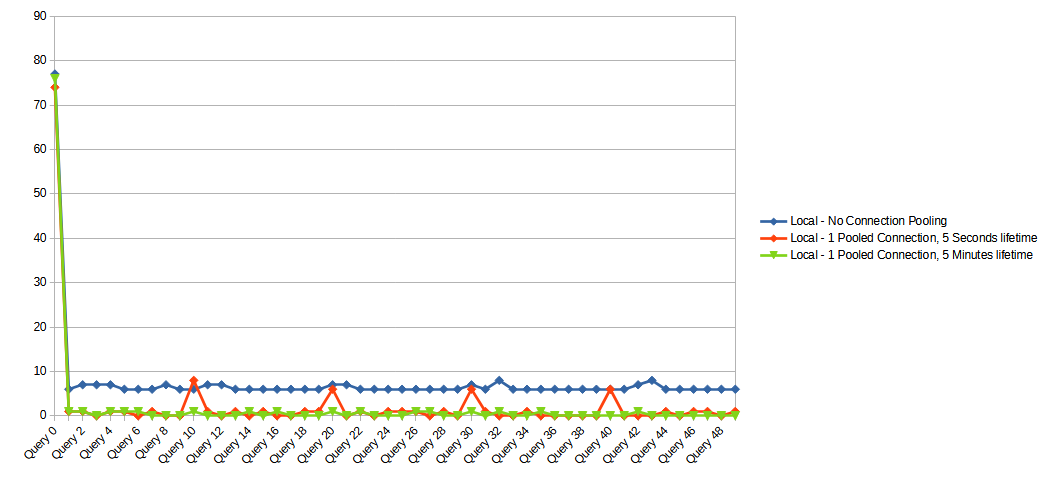 90
80
70
60
50
40
30
20
10
0
Query 0
Query 2
Query 4
Query 6
Query 8
Query 10
Query 12
Query 14
Query 16
Query 18
Query 20
Query 22
Query 24
Query 26
Query 28
Query 30
Query 32
Query 34
Query 36
Query 38
Query 40
Query 42
Query 44
Query 46
Query 48
Local - No Connection Pooling
Local - 1 Pooled Connection, 5 Seconds lifetime
Local - 1 Pooled Connection, 5 Minutes lifetime